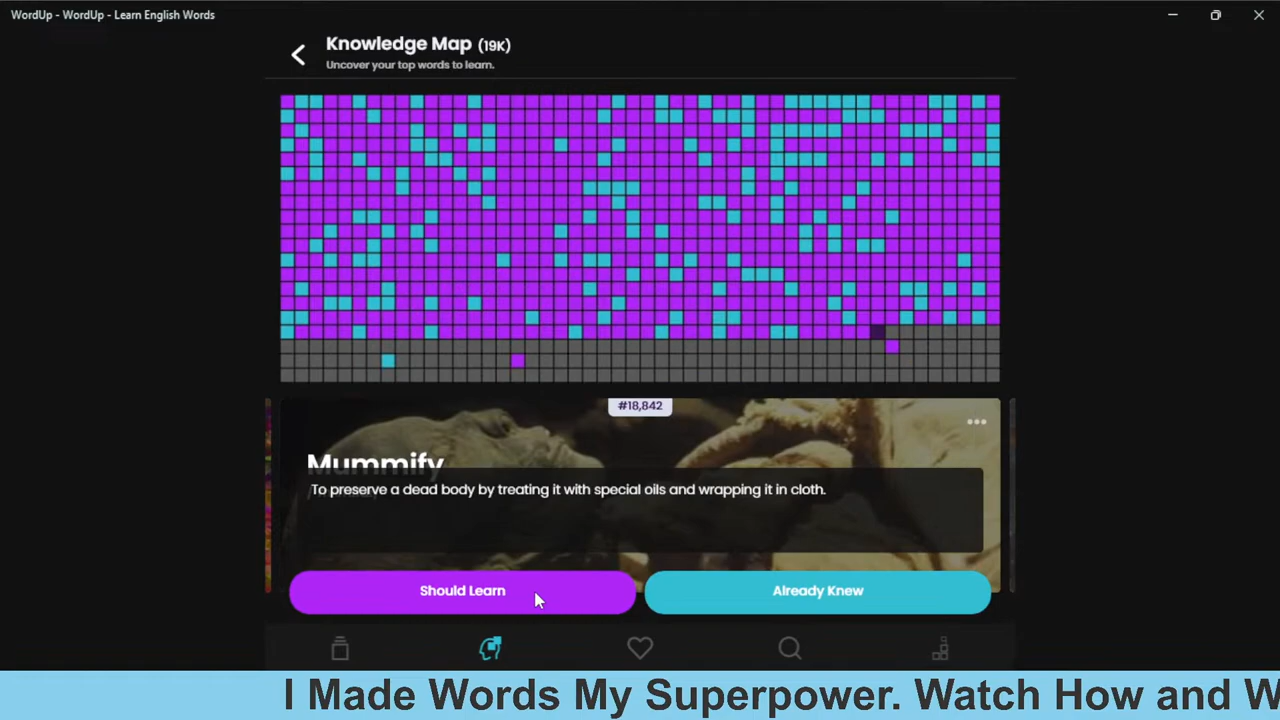 WordUp - WordUp - Learn English Words
Knowledge Map (19K)
Uncover your top words to learn.
#18,842
Mummify
To preserve a dead body by treating it with special oils and wrapping it in cloth.
Should Learn
Already Knew
I Made Words My Superpower. Watch How and W